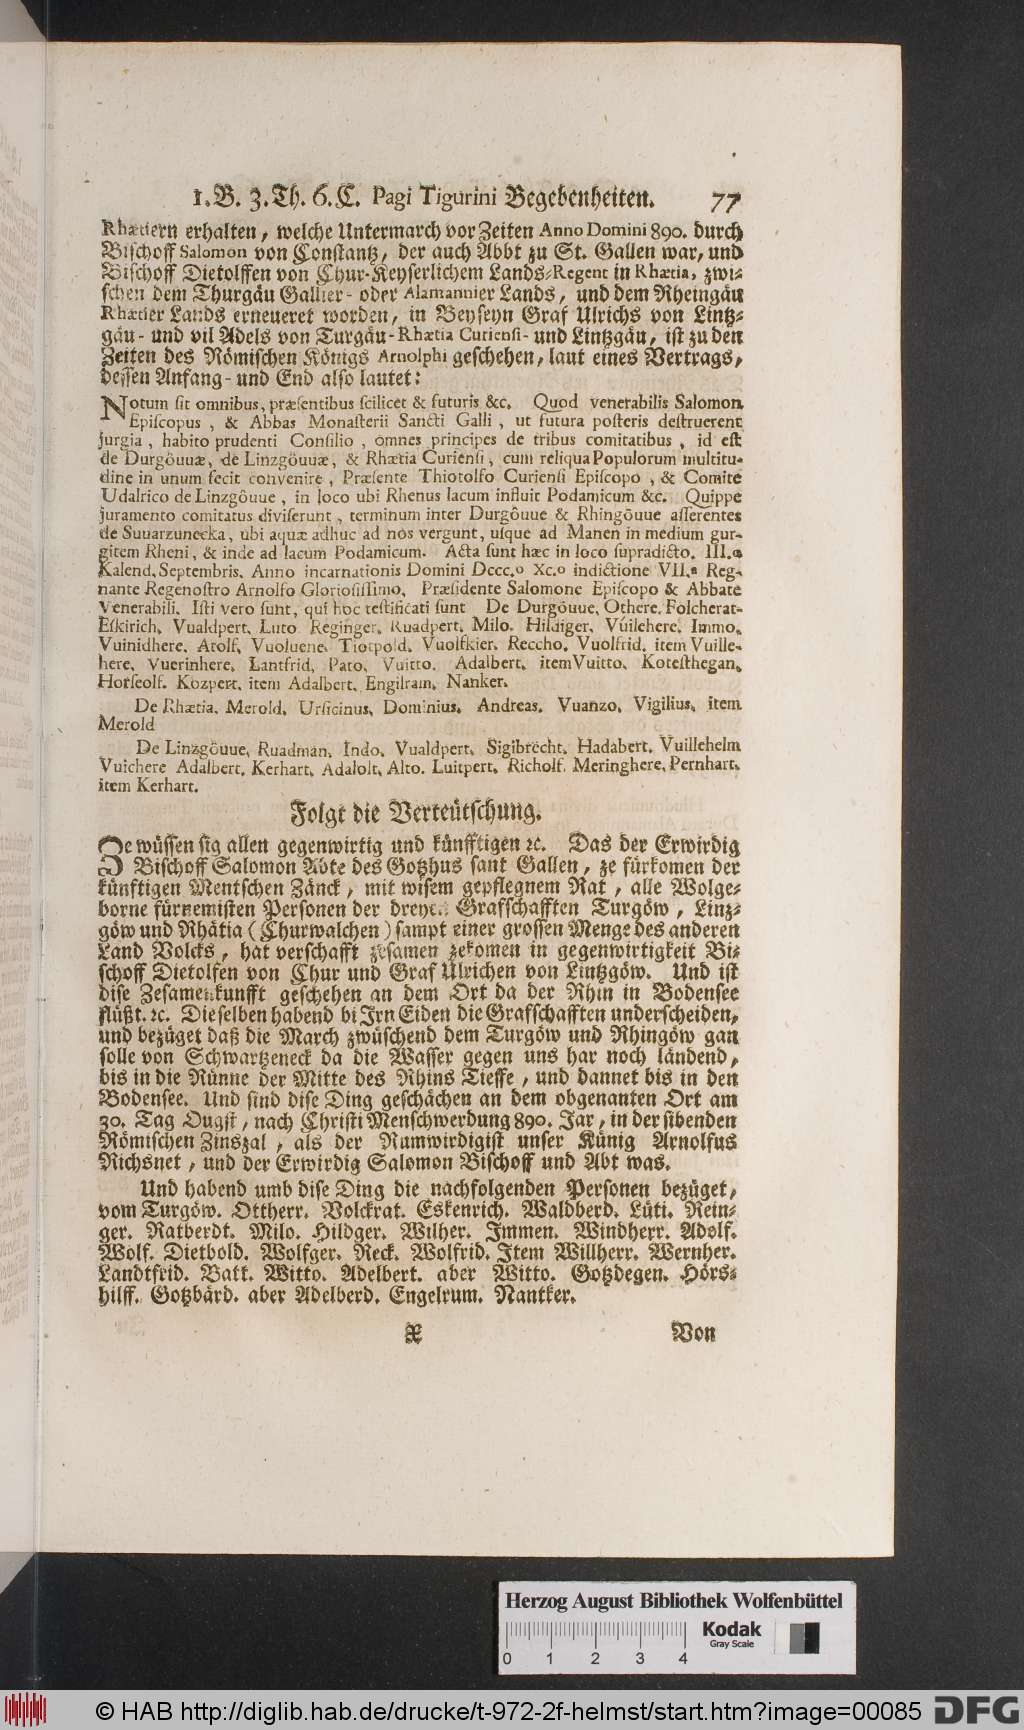 1. B. 3. Th. 6. C. Pagi Tigurini Begebenheiten. 77
Rhætiern erhalten, welche Untermarch vor Zeiten Anno Domini 890. durch
Bischoff Salomon von Constantz, der auch Abbt zu St. Gallen war, und
Bischoff Dietolffen von Chur-Keyserlichem Lands-Regent in Rhætia, zwi-
schen dem Thurgäu Gallier- oder Alamannier Lands, und dem Rheingäu
Rhætier Lands erneueret worden, in Beyseyn Graf Ulrichs von Lintz-
gäu- und vil Adels von Turgäu-Rhætia Curiensi- und Lintzgäu, ist zu den
Zeiten des Römischen Königs Arnolphi geschehen, laut eines Vertrags,
dessen Anfang- und End also lautet:
Notum sit omnibus, præsentibus scilicet & futuris &c. Quod venerabilis Salomon
Episcopus, & Abbas Monasterii Sancti Galli, ut futura posteris destruerent
jurgia, habito prudenti Consilio, omnes principes de tribus comitatibus, id est
de Durgôuuæ, de Linzgôuuæ, & Rhætia Curiensi, cum reliqua Populorum multitu-
dine in unum fecit convenire, Præsente Thiotolfo Curiensi Episcopo, & Comite
Udalrico de Linzgôuue, in loco ubi Rhenus lacum influit Podamicum &c. Quippe
juramento comitatus diviserunt, terminum inter Durgôuue & Rhingôuue asserentes
de Suuarzunecka, ubi aquæ adhuc ad nos vergunt, usque ad Manen in medium gur-
gitem Rheni, & inde ad lacum Podamicum. Acta sunt hæc in loco supradicto. III.a
Kalend. Septembris. Anno incarnationis Domini Dccc.o Xc.o indictione VII.a Reg-
nante Regenostro Arnolfo Gloriosissimo, Præsidente Salomone Episcopo & Abbate
Venerabili. Isti vero sunt, qui hoc testificati sunt De Durgôuue, Othere. Folcherat-
Eskirich, Vualdpert, Luto Reginger, Ruadpert, Milo. Hildiger, Vúilehere, Immo,
Vuinidhere. Atolf, Vuoluene, Tiotpold, Vuolfkier, Reccho, Vuolfrid, item Vuille-
here, Vuerinhere, Lantfrid, Pato, Vuitto. Adalbert, item Vuitto, Kotesthegan,
Horseolf. Kozpert, item Adalbert, Engilram, Nanker.
De Rhætia, Merold, Ursicinus, Dominius, Andreas, Vuanzo, Vigilius, item
Merold
De Linzgôuue, Ruadman, Indo, Vualdpert, Sigibrecht, Hadabert, Vuillehelm
Vuichere Adalbert, Kerhart, Adalolt, Alto. Luitpert, Richolf, Meringhere, Pernhart,
item Kerhart.
Folgt die Verteütschung.
Ze wüssen sig allen gegenwirtig und künfftigen ꝛc. Das der Erwirdig
Bischoff Salomon Abte des Gotzhus sant Gallen, ze fürkomen der
künftigen Mentschen Zänck, mit wisem gepflegnem Rat, alle Wolge-
borne fürnemisten Personen der dreyen Grafschafften Turgöw, Linz-
göw und Rhätia (Churwalchen) sampt einer grossen Menge des anderen
Land Volcks, hat verschafft zesamen zekomen in gegenwirtigkeit Bi-
schoff Dietolfen von Chur und Graf Ulrichen von Lintzgöw. Und ist
dise Zesamenkunfft geschehen an dem Ort da der Rhin in Bodensee
flüßt. ꝛc. Dieselben habend bi Jrn Eiden die Grafschafften underscheiden,
und bezüget daß die March zwüschend dem Turgöw und Rhingöw gan
solle von Schwartzeneck da die Wasser gegen uns har noch ländend,
bis in die Rünne der Mitte des Rhins Tieffe, und dannet bis in den
Bodensee. Und sind dise Ding geschächen an dem obgenanten Ort am
30. Tag Ougst, nach Christi Menschwerdung 890. Jar, in der sibenden
Römischen Zinszal, als der Rumwirdigist unser Künig Arnolfus
Richsnet, und der Erwirdig Salomon Bischoff und Abt was.
Und habend umb dise Ding die nachfolgenden Personen bezüget,
vom Turgöw. Ottherr. Volckrat. Eskenrich. Waldberd. Lüti. Rein-
ger. Ratberdt. Milo. Hildger. Wilher. Jmmen. Windherr. Adolf.
Wolf. Dietbold. Wolfger. Reck. Wolfrid. Jtem Willherr. Wernher.
Landtfrid. Batt. Witto. Adelbert. aber Witto. Gotzdegen. Hörs-
hilff. Gotzbärd. aber Adelberd. Engelrum. Nantker.
X Von
Herzog August Bibliothek Wolfenbüttel
Kodak
Gray Scale
0 1 2 3 4
© HAB http://diglib.hab.de/drucke/t-972-2f-helmst/start.htm?image=00085 DFG